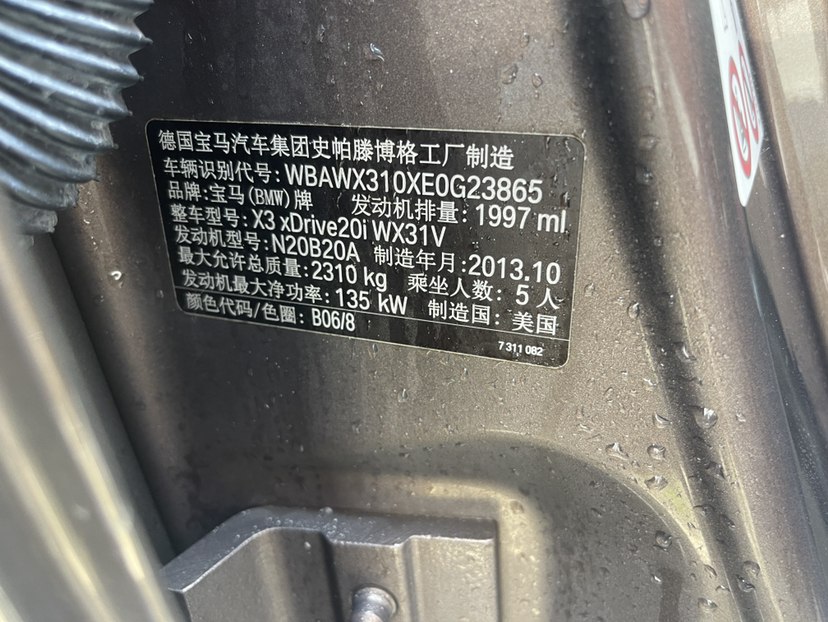 德国宝马汽车集团史帕滕博格工厂制造
车辆识别代号: WBAWX310XE0G23865
品牌: 宝马(BMW)牌 发动机排量: 1997 ml
整车型号: X3 xDrive20i WX31V
发动机型号: N20B20A 制造年月: 2013.10
最大允许总质量: 2310 kg 乘坐人数: 5 人
发动机最大净功率: 135 kW 制造国: 美国
颜色代码/色圈: B06/8
7 311 082